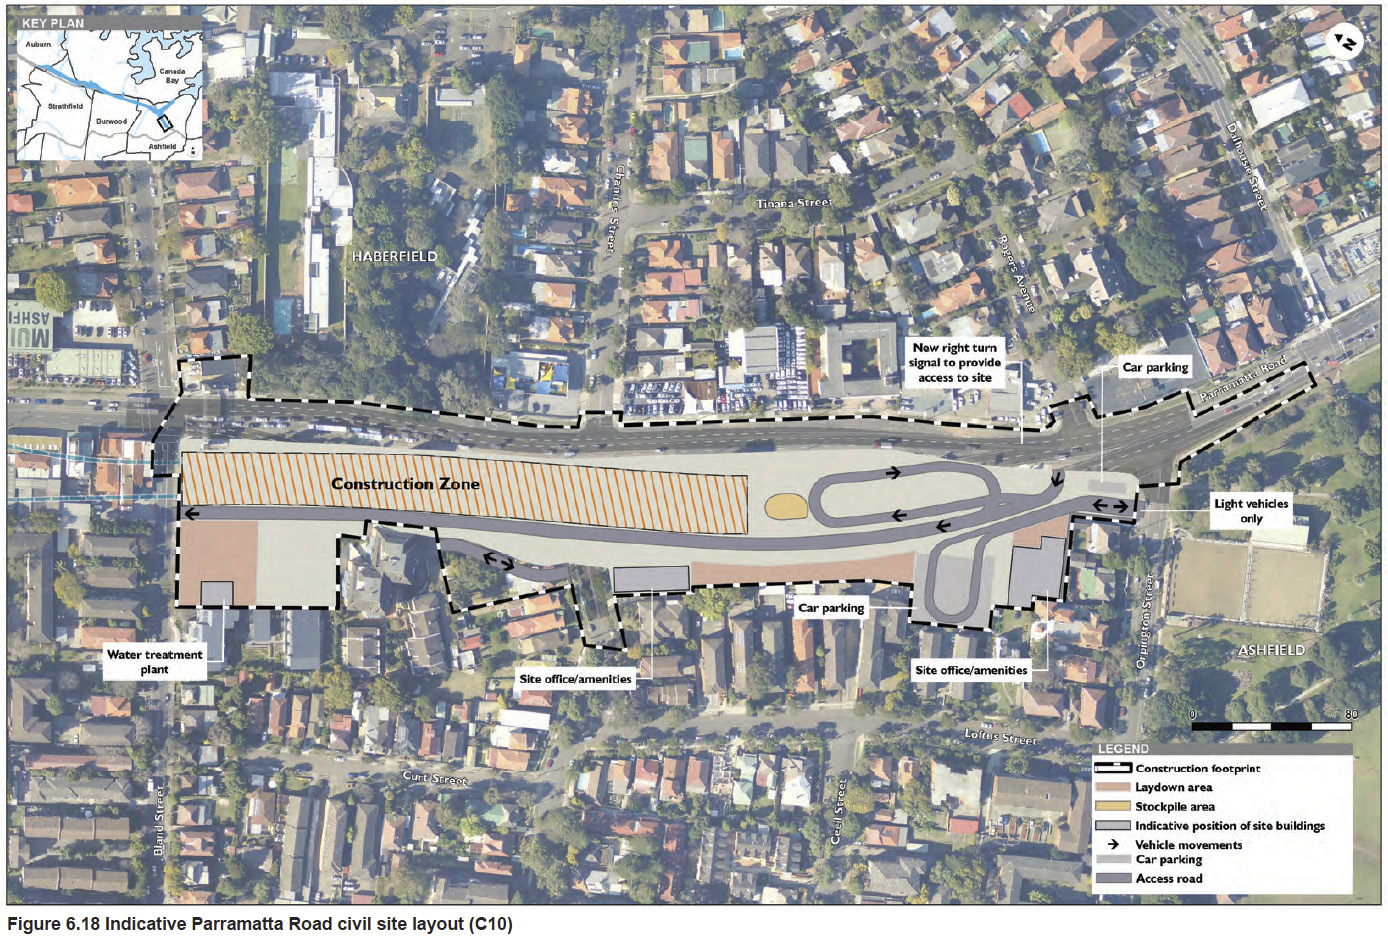 KEY PLAN
Auburn
Canada
Bay
Strathfield
Burwood
Ashfield
N
Dalhousie Street
Charles Street
Tinana Street
HABERFIELD
Rogers Avenue
New right turn
signal to provide
access to site
Car parking
Parramatta Road
Construction Zone
Light vehicles
only
Car parking
Orpington Street
Water treatment
plant
Site office/amenities
Site office/amenities
ASHFIELD
0 80
Loftus Street
Curt Street
Bland Street
Cecil Street
LEGEND
Construction footprint
Laydown area
Stockpile area
Indicative position of site buildings
Vehicle movements
Car parking
Access road
Figure 6.18 Indicative Parramatta Road civil site layout (C10)